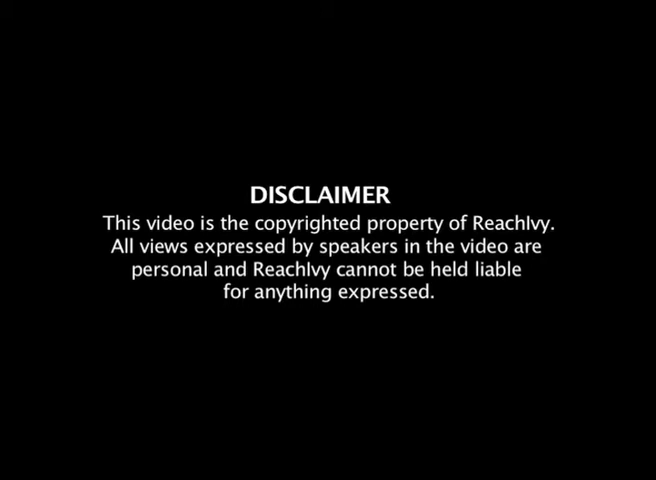 DISCLAIMER
This video is the copyrighted property of ReachIvy.
All views expressed by speakers in the video are
personal and ReachIvy cannot be held liable
for anything expressed.